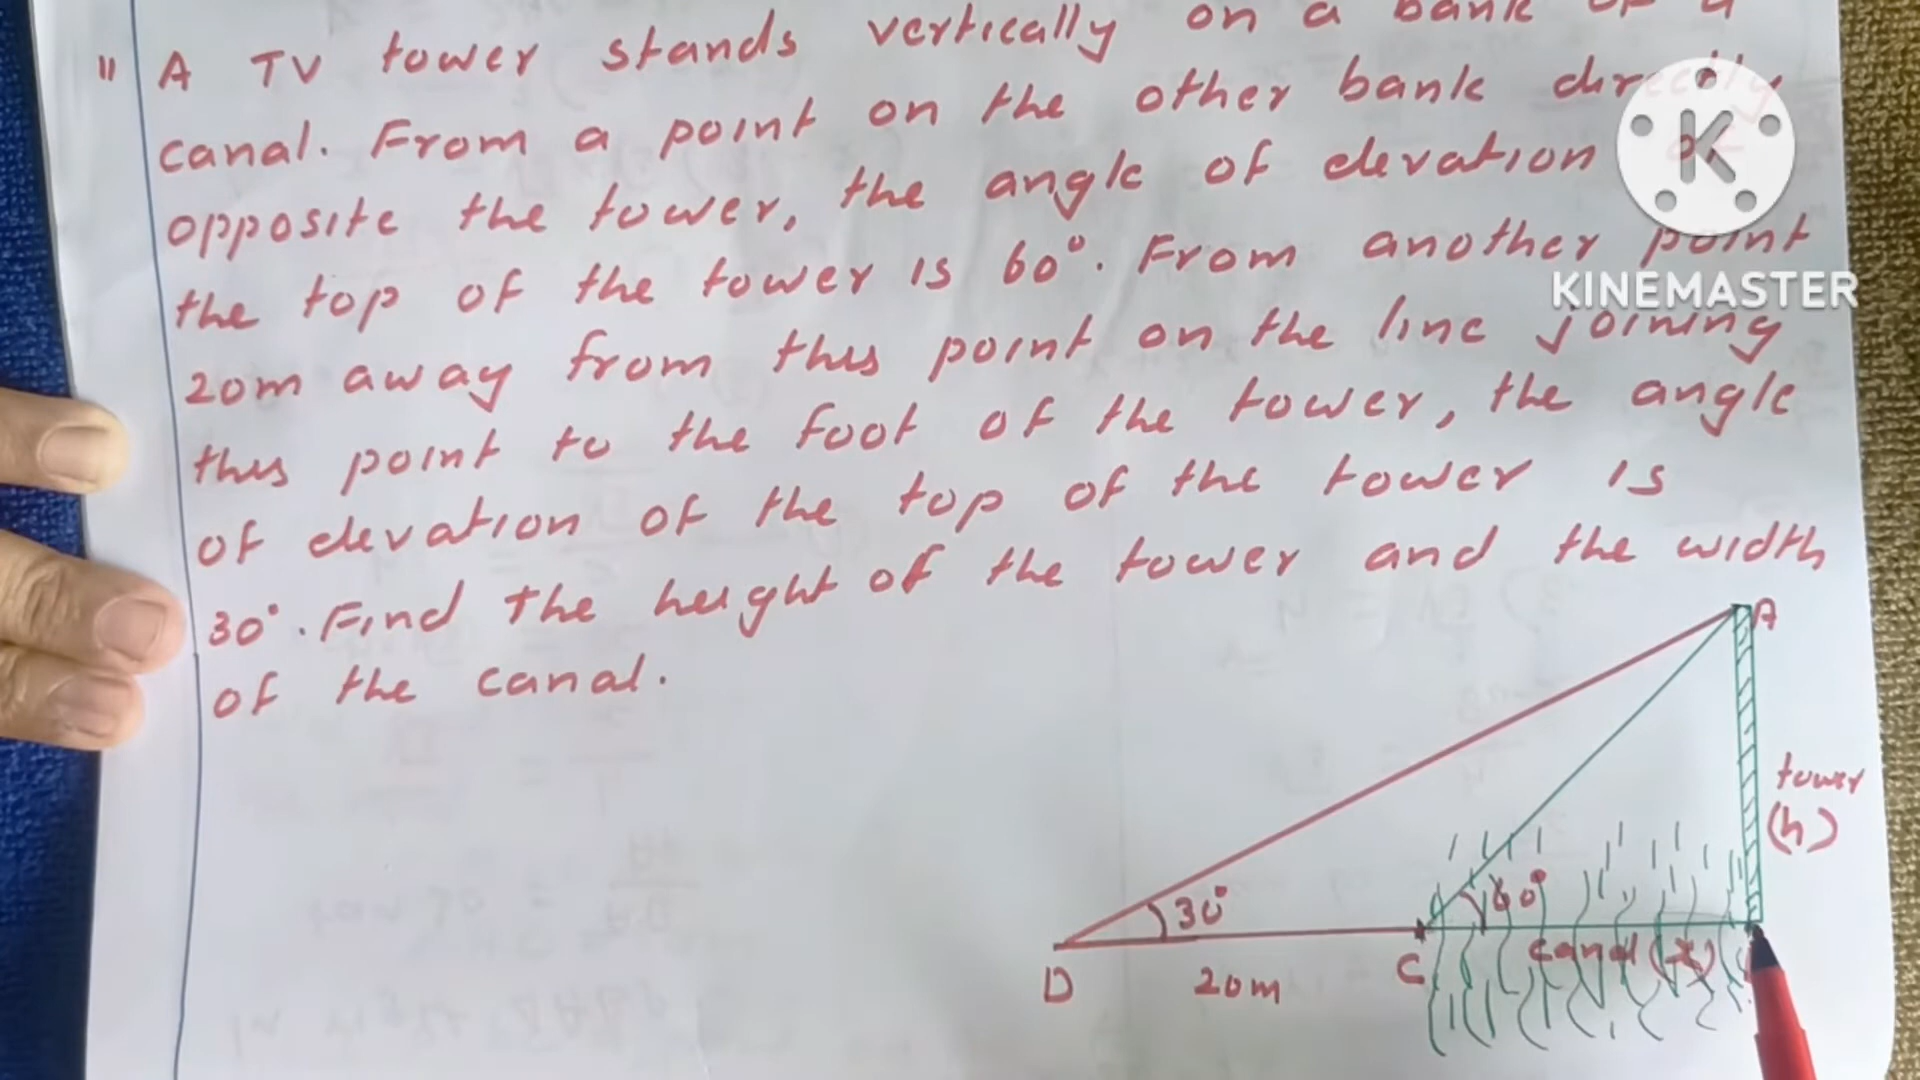 11 A TV tower stands vertically on a bank of a
canal. From a point on the other bank directly
opposite the tower, the angle of elevation of
the top of the tower is 60°. From another point
20m away from this point on the line joining
this point to the foot of the tower, the angle
of elevation of the top of the tower is
30°. Find the height of the tower and the width
of the canal.
K
KINEMASTER
A
tower
(h)
30°
60°
canal (x)
D
20m
C